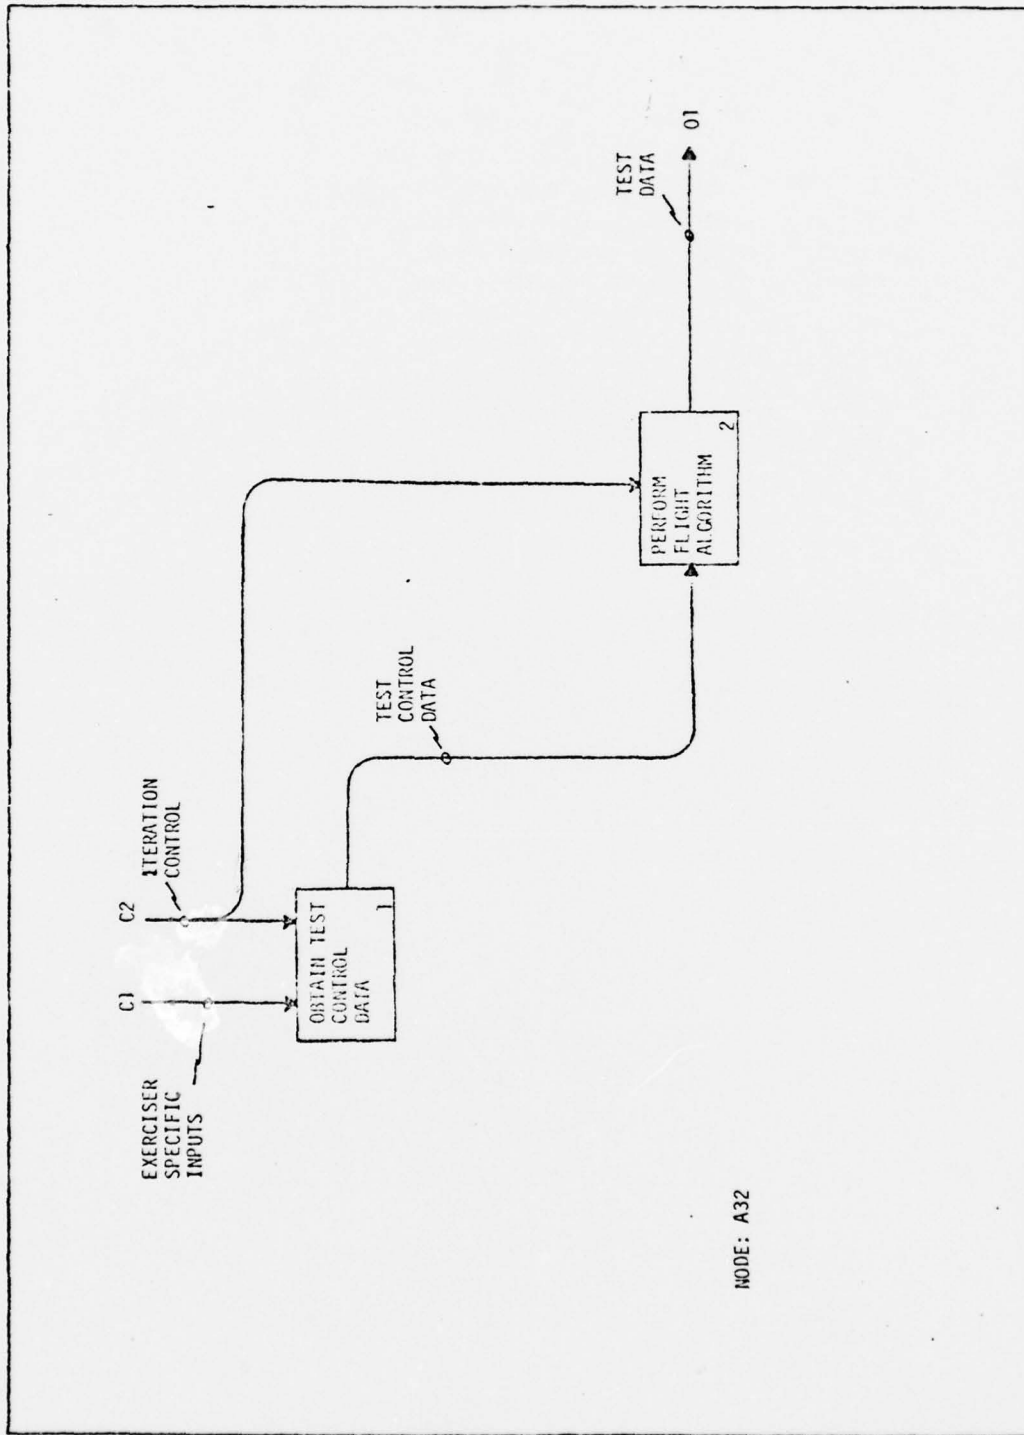 C1
C2
EXERCISER
SPECIFIC
INPUTS
ITERATION
CONTROL
OBTAIN TEST
CONTROL
DATA
1
TEST
CONTROL
DATA
PERFORM
FLIGHT
ALGORITHM
2
TEST
DATA
O1
NODE: A32